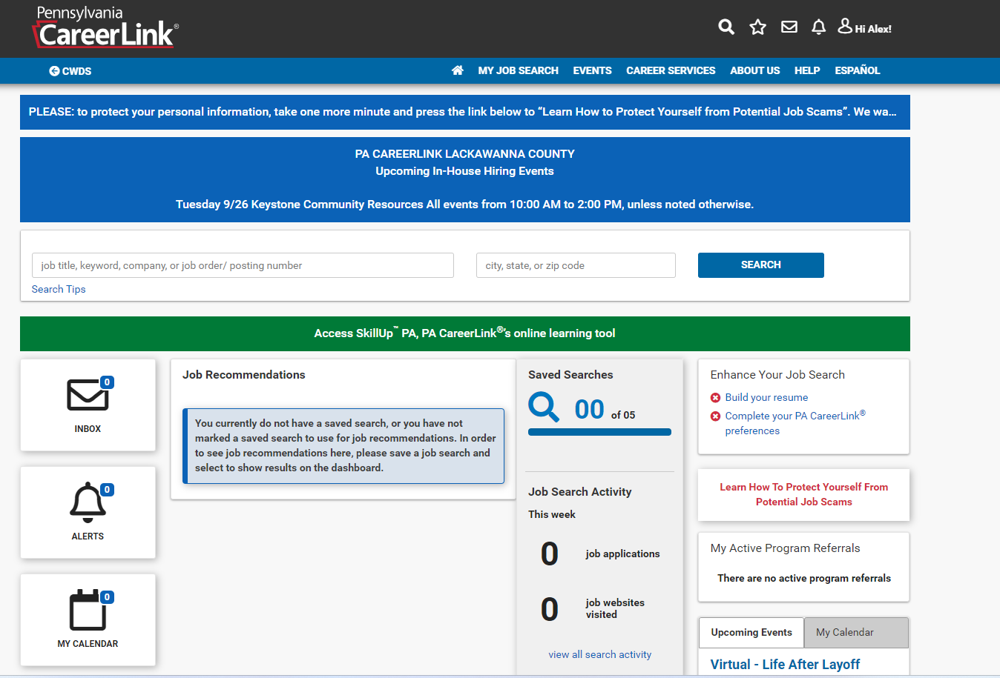 Pennsylvania
CareerLink®
Hi Alex!
CWDS
MY JOB SEARCH
EVENTS
CAREER SERVICES
ABOUT US
HELP
ESPAÑOL
PLEASE: to protect your personal information, take one more minute and press the link below to “Learn How to Protect Yourself from Potential Job Scams”. We wa...
PA CAREERLINK LACKAWANNA COUNTY
Upcoming In-House Hiring Events
Tuesday 9/26 Keystone Community Resources All events from 10:00 AM to 2:00 PM, unless noted otherwise.
job title, keyword, company, or job order/ posting number
city, state, or zip code
SEARCH
Search Tips
Access SkillUp™ PA, PA CareerLink®'s online learning tool
0
INBOX
0
ALERTS
0
MY CALENDAR
Job Recommendations
You currently do not have a saved search, or you have not
marked a saved search to use for job recommendations. In order
to see job recommendations here, please save a job search and
select to show results on the dashboard.
Saved Searches
00 of 05
Job Search Activity
This week
0 job applications
0 job websites
visited
view all search activity
Enhance Your Job Search
Build your resume
Complete your PA CareerLink®
preferences
Learn How To Protect Yourself From
Potential Job Scams
My Active Program Referrals
There are no active program referrals
Upcoming Events
My Calendar
Virtual - Life After Layoff